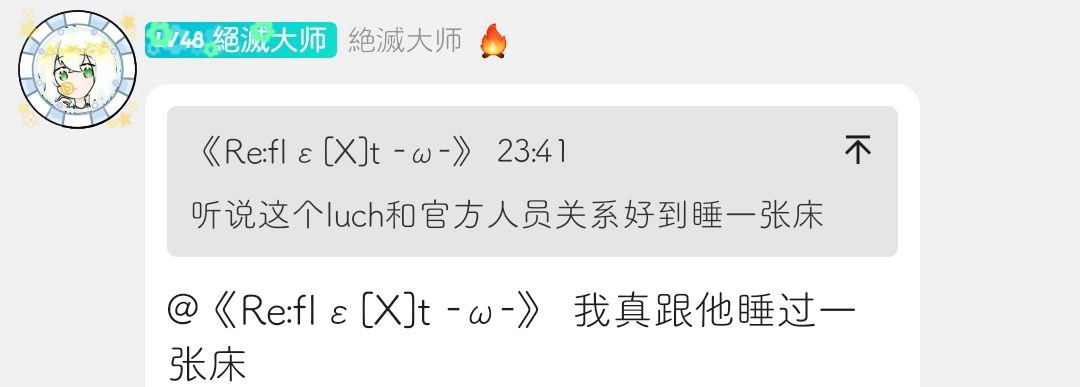 LV48 絕滅大师 絶滅大师
《Re:fl ε [X]t -ω-》 23:41
听说这个luch和官方人员关系好到睡一张床
@《Re:fl ε [X]t -ω-》 我真跟他睡过一
张床